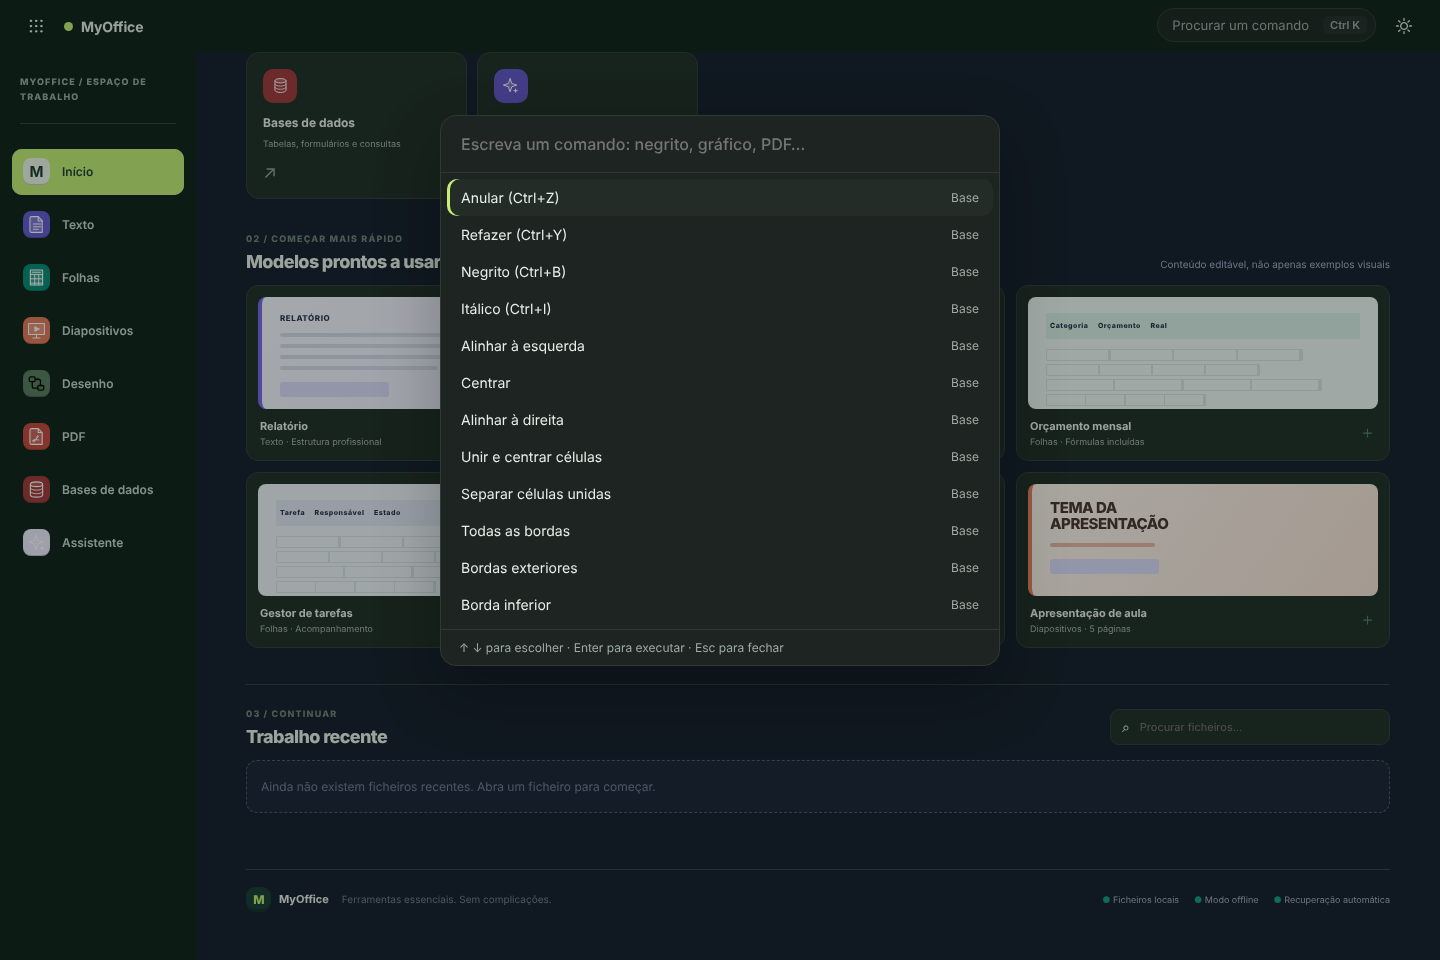 MyOffice
Procurar um comando
Ctrl K
MYOFFICE / ESPAÇO DE
TRABALHO
M
Início
Texto
Folhas
Diapositivos
Desenho
PDF
Bases de dados
Assistente
Bases de dados
Tabelas, formulários e consultas
Escreva um comando: negrito, gráfico, PDF...
Anular (Ctrl+Z)
Base
Refazer (Ctrl+Y)
Base
Negrito (Ctrl+B)
Base
Itálico (Ctrl+I)
Base
Alinhar à esquerda
Base
Centrar
Base
Alinhar à direita
Base
Unir e centrar células
Base
Separar células unidas
Base
Todas as bordas
Base
Bordas exteriores
Base
Borda inferior
Base
↑ ↓ para escolher · Enter para executar · Esc para fechar
02 / COMEÇAR MAIS RÁPIDO
Modelos prontos a usar
Conteúdo editável, não apenas exemplos visuais
RELATÓRIO
Relatório
Texto · Estrutura profissional
Categoria Orçamento Real
Orçamento mensal
Folhas · Fórmulas incluídas
Tarefa Responsável Estado
Gestor de tarefas
Folhas · Acompanhamento
TEMA DA
APRESENTAÇÃO
Apresentação de aula
Diapositivos · 5 páginas
03 / CONTINUAR
Trabalho recente
Procurar ficheiros...
Ainda não existem ficheiros recentes. Abra um ficheiro para começar.
M
MyOffice
Ferramentas essenciais. Sem complicações.
Ficheiros locais
Modo offline
Recuperação automática